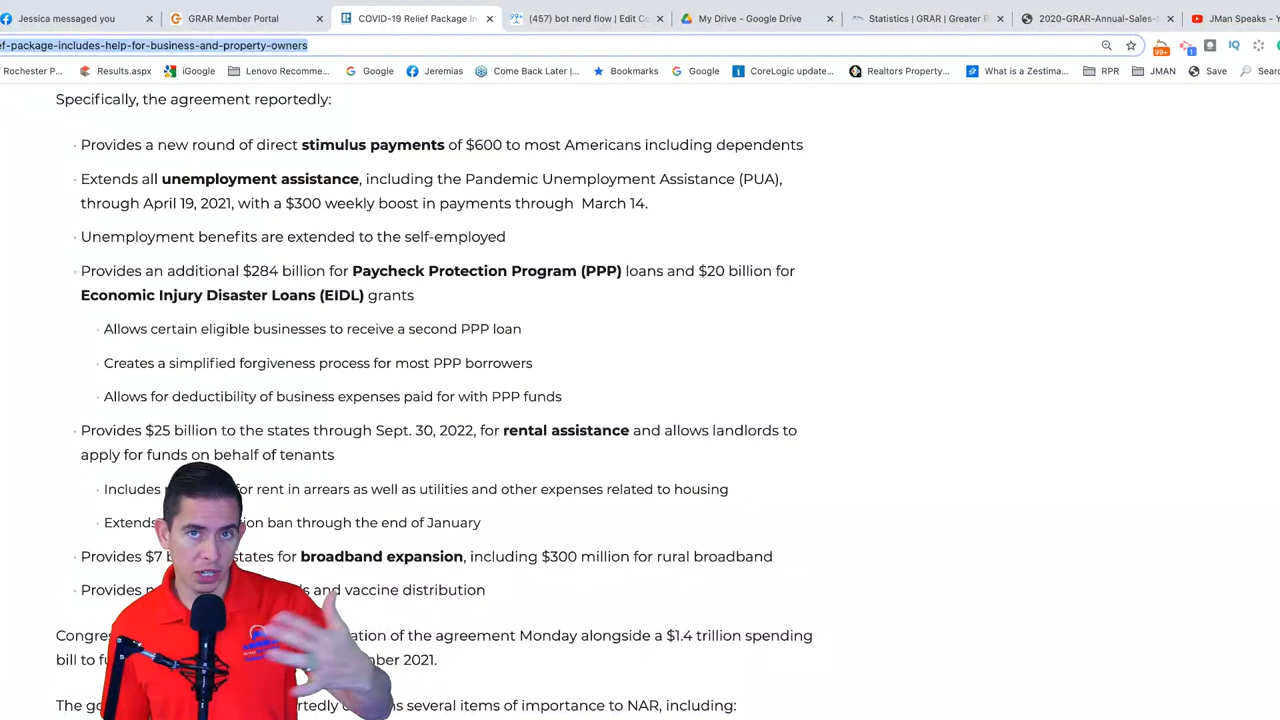 Jessica messaged you
GRAR Member Portal
COVID-19 Relief Package In
(457) bot nerd flow | Edit Co
My Drive - Google Drive
Statistics | GRAR | Greater R
2020-GRAR-Annual-Sales-
JMan Speaks - Y
ef-package-includes-help-for-business-and-property-owners
Rochester P...
Results.aspx
iGoogle
Lenovo Recomme...
Google
Jeremias
Come Back Later |...
Bookmarks
Google
CoreLogic update...
Realtors Property...
What is a Zestima...
RPR
JMAN
Save
Searc
Specifically, the agreement reportedly:
Provides a new round of direct stimulus payments of $600 to most Americans including dependents
Extends all unemployment assistance, including the Pandemic Unemployment Assistance (PUA),
through April 19, 2021, with a $300 weekly boost in payments through March 14.
Unemployment benefits are extended to the self-employed
Provides an additional $284 billion for Paycheck Protection Program (PPP) loans and $20 billion for
Economic Injury Disaster Loans (EIDL) grants
Allows certain eligible businesses to receive a second PPP loan
Creates a simplified forgiveness process for most PPP borrowers
Allows for deductibility of business expenses paid for with PPP funds
Provides $25 billion to the states through Sept. 30, 2022, for rental assistance and allows landlords to
apply for funds on behalf of tenants
Includes for rent in arrears as well as utilities and other expenses related to housing
Extends ban through the end of January
Provides $7 states for broadband expansion, including $300 million for rural broadband
Provides and vaccine distribution
of the agreement Monday alongside a $1.4 trillion spending
bill to 2021.
The several items of importance to NAR, including: